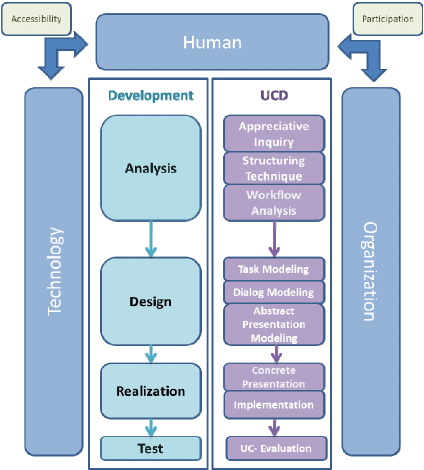 Accessibility
Participation
Human
Technology
Organization
Development
Analysis
Design
Realization
Test
UCD
Appreciative
Inquiry
Structuring
Technique
Workflow
Analysis
Task Modeling
Dialog Modeling
Abstract
Presentation
Modeling
Concrete
Presentation
Implementation
UC- Evaluation